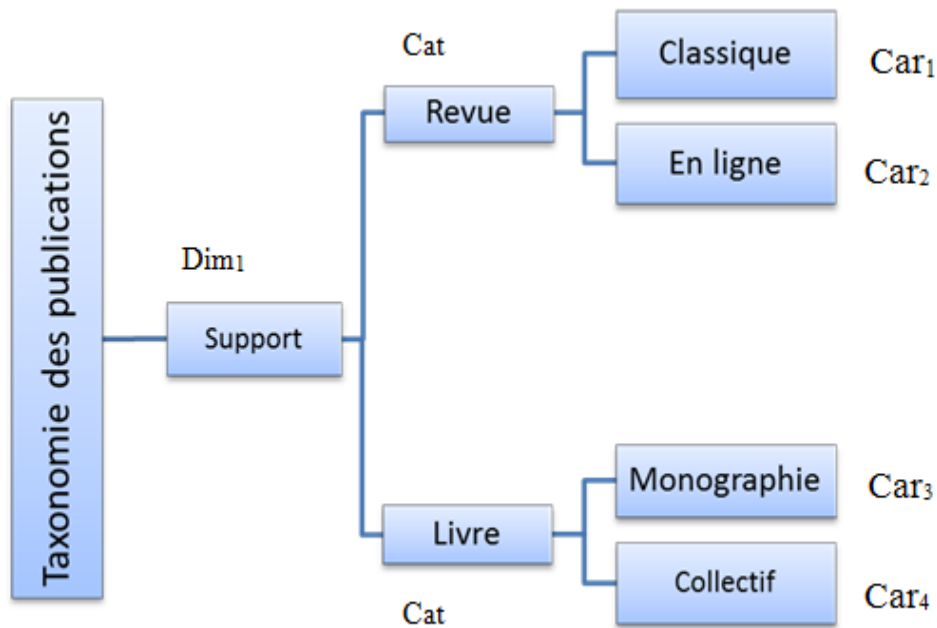 Taxonomie des publications
Dim₁
Support
Cat
Revue
Classique
Car₁
En ligne
Car₂
Livre
Cat
Monographie
Car₃
Collectif
Car₄